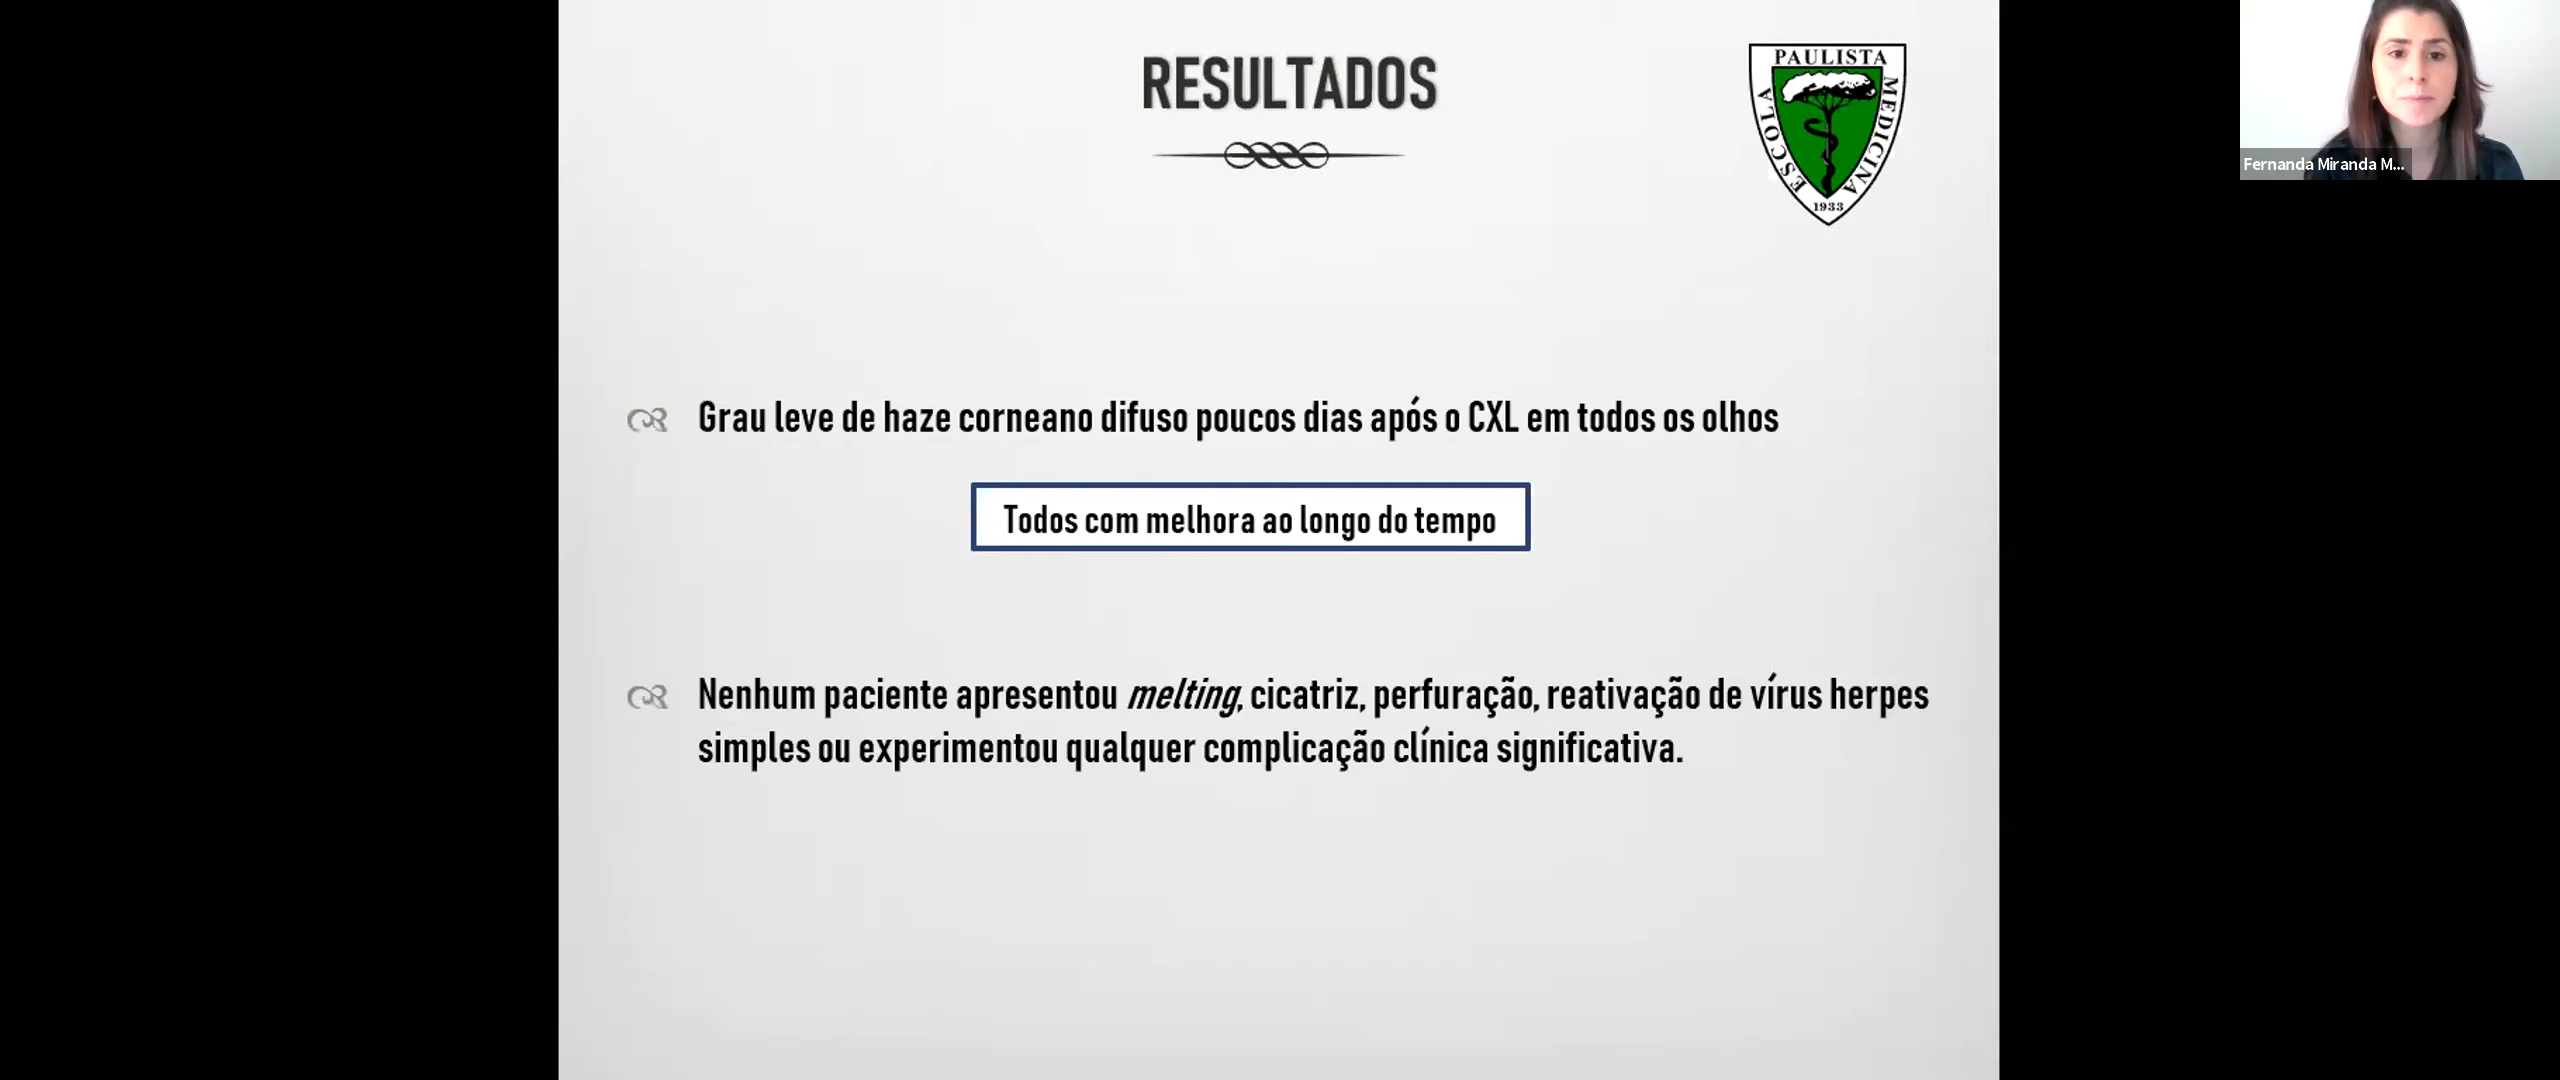 RESULTADOS
ESCOLA PAULISTA MEDICINA
1933
Fernanda Miranda M...
Grau leve de haze corneano difuso poucos dias após o CXL em todos os olhos
Todos com melhora ao longo do tempo
Nenhum paciente apresentou melting, cicatriz, perfuração, reativação de vírus herpes
simples ou experimentou qualquer complicação clínica significativa.